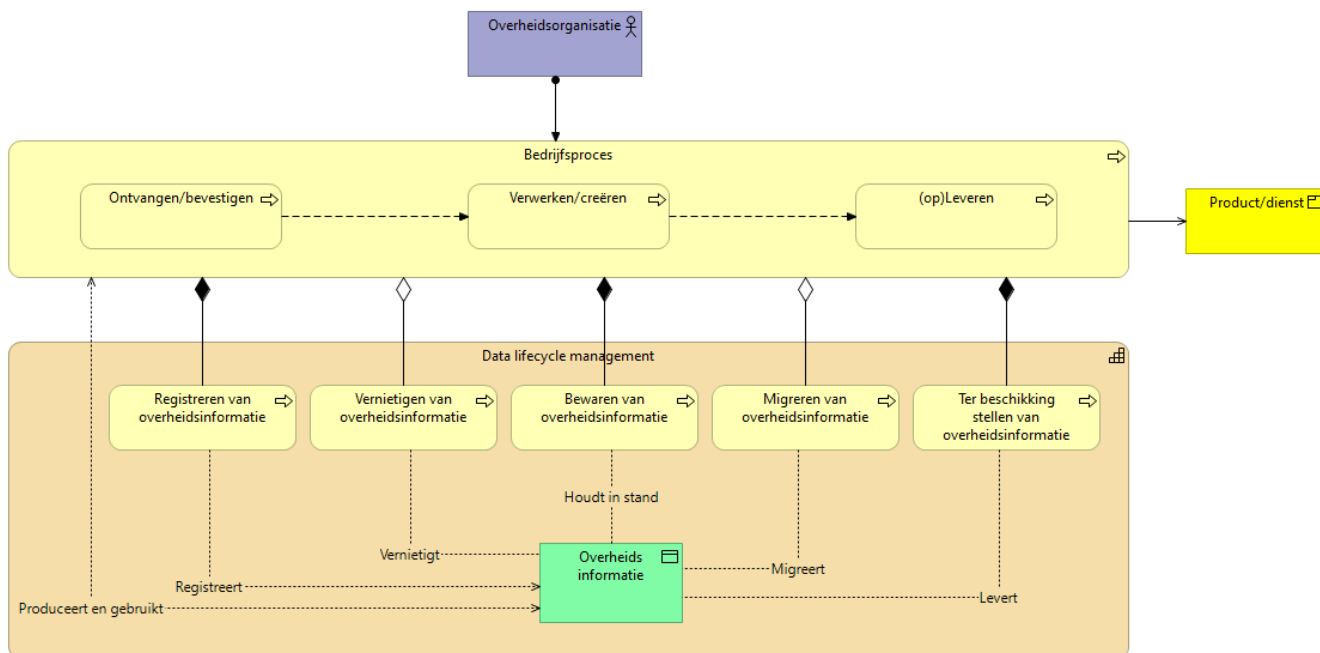 Overheidsorganisatie
Bedrijfsproces
Ontvangen/bevestigen
Verwerken/creëren
(op)Leveren
Product/dienst
Data lifecycle management
Registreren van
overheidsinformatie
Vernietigen van
overheidsinformatie
Bewaren van
overheidsinformatie
Migreren van
overheidsinformatie
Ter beschikking
stellen van
overheidsinformatie
Houdt in stand
Vernietigt
Overheids
informatie
Migreert
Registreert
Levert
Produceert en gebruikt